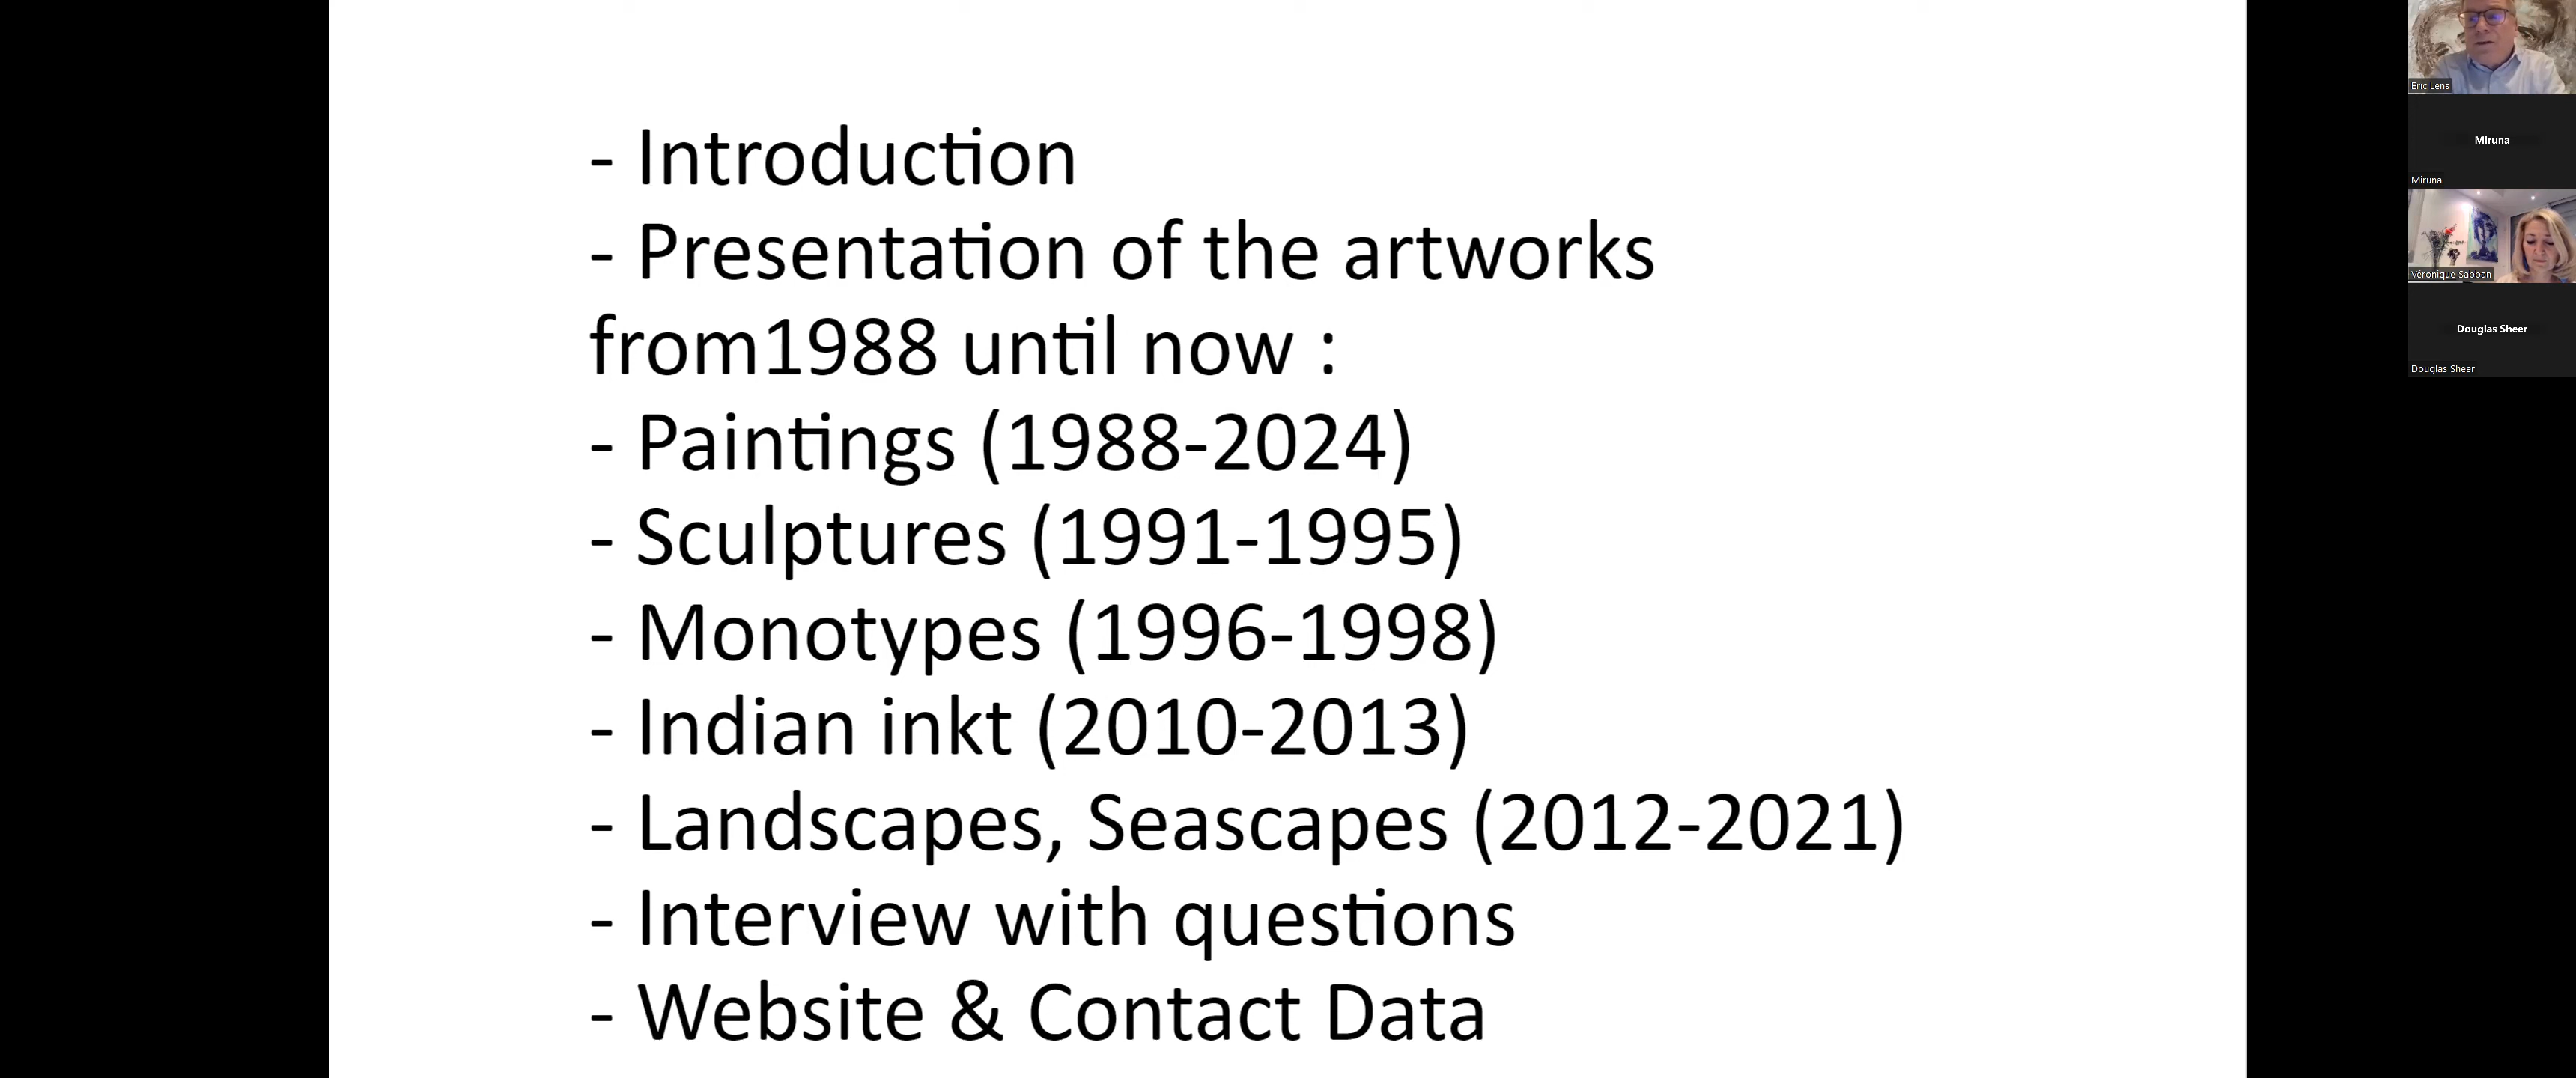 - Introduction
- Presentation of the artworks
from1988 until now :
- Paintings (1988-2024)
- Sculptures (1991-1995)
- Monotypes (1996-1998)
- Indian inkt (2010-2013)
- Landscapes, Seascapes (2012-2021)
- Interview with questions
- Website & Contact Data
Eric Lens
Miruna
Miruna
Véronique Sabban
Douglas Sheer
Douglas Sheer